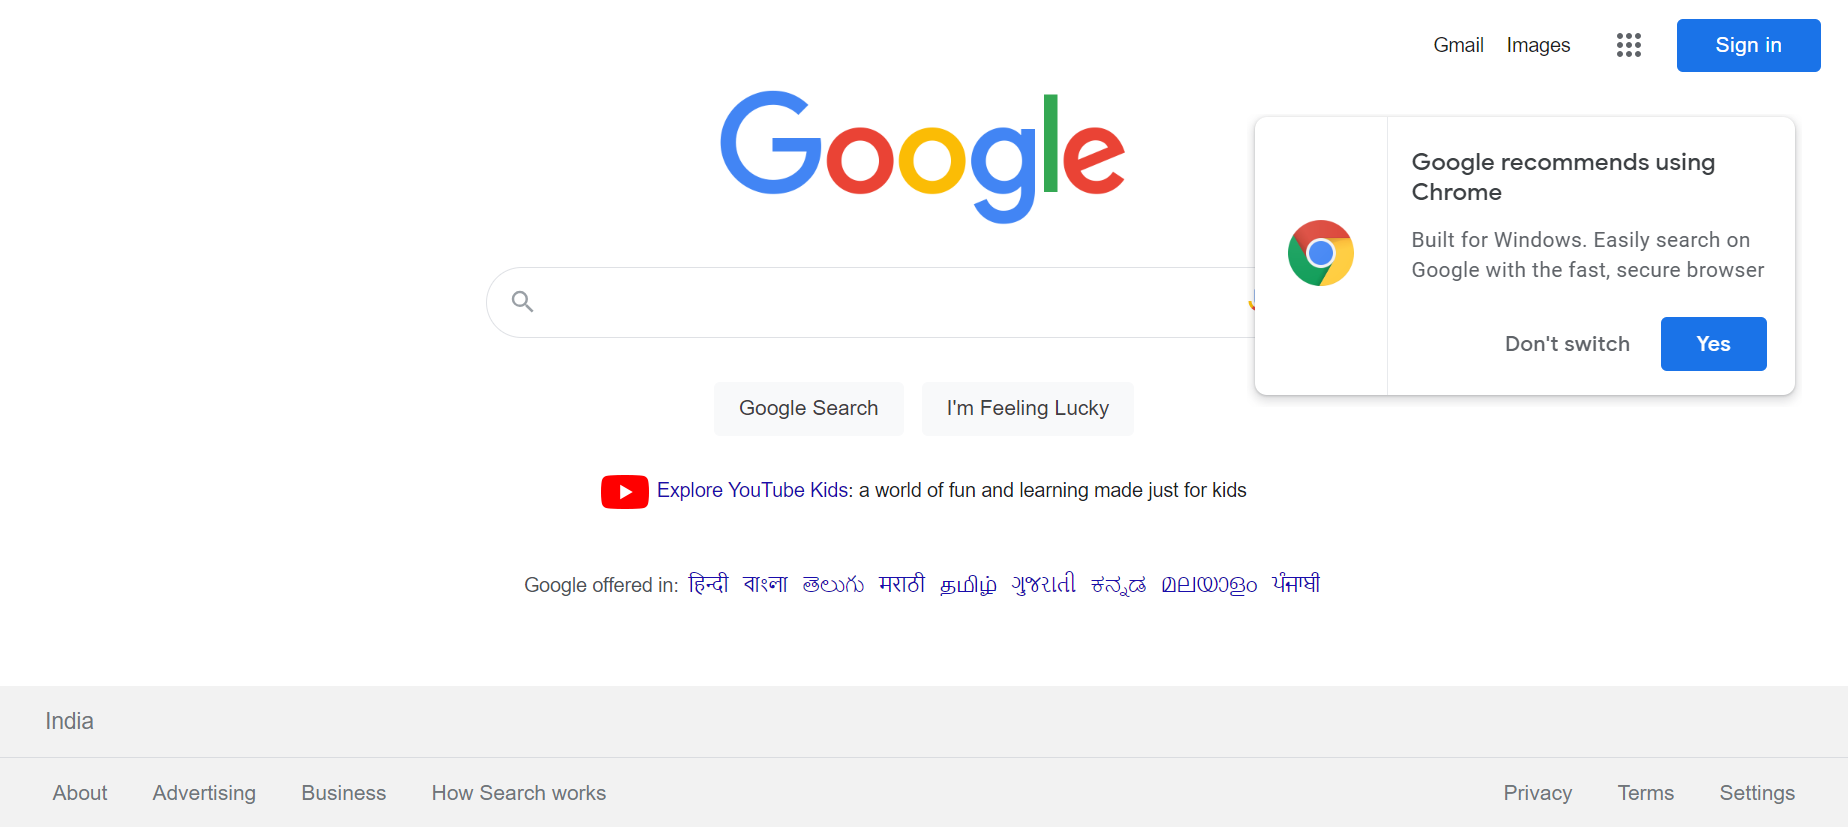 Gmail Images Sign in
Google
Google recommends using
Chrome
Built for Windows. Easily search on
Google with the fast, secure browser
Don't switch Yes
Google Search I'm Feeling Lucky
Explore YouTube Kids: a world of fun and learning made just for kids
Google offered in: हिन्दी বাংলা తెలుగు मराठी தமிழ் ગુજરાતી ಕನ್ನಡ മലയാളം ਪੰਜਾਬੀ
India
About Advertising Business How Search works Privacy Terms Settings